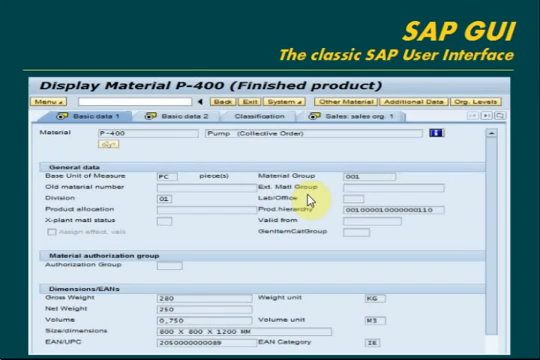 SAP GUI
The classic SAP User Interface
Display Material P-400 (Finished product)
Menu Back Exit System Other Material Additional Data Org. Levels
Basic data 1 Basic data 2 Classification Sales: sales org. 1
Material P-400 Pump (Collective Order)
General data
Base Unit of Measure PC piece(s) Material Group 001
Old material number Ext. Matl Group
Division 01 Lab/Office
Product allocation Prod.hierarchy 001000010000000110
X-plant matl status Valid from
Assign effect. vals GenItemCatGroup
Material authorization group
Authorization Group
Dimensions/EANs
Gross Weight 280 Weight unit KG
Net Weight 250
Volume 0,750 Volume unit M3
Size/dimensions 800 X 800 X 1200 MM
EAN/UPC 2050000000089 EAN Category IE